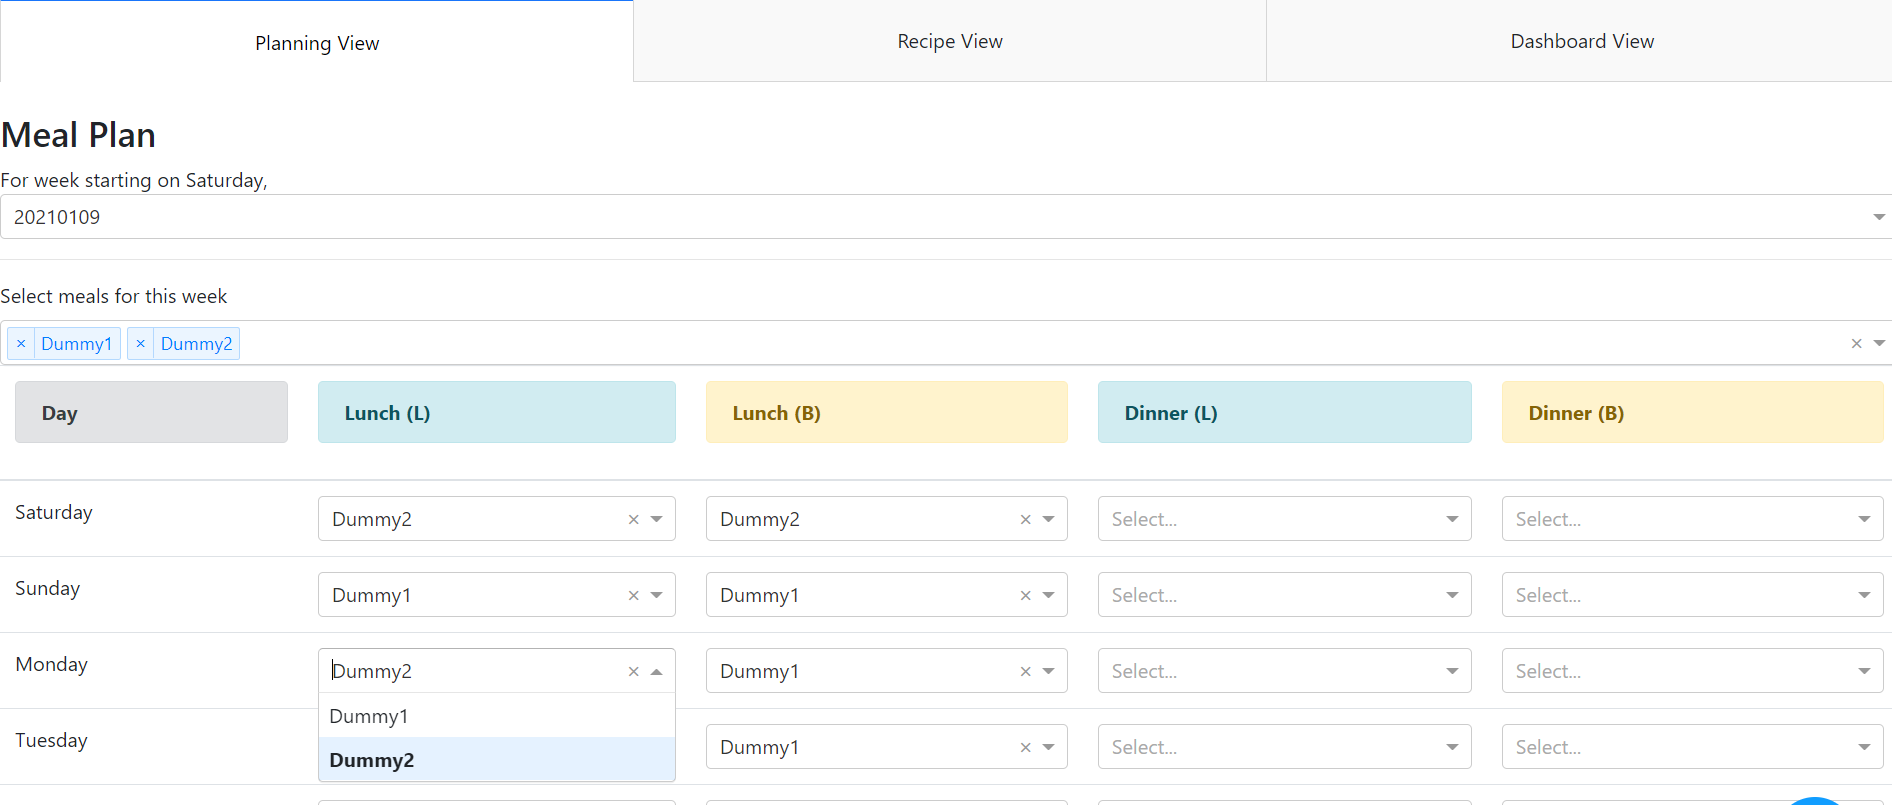 Planning View Recipe View Dashboard View
Meal Plan
For week starting on Saturday,
20210109
Select meals for this week
× Dummy1 × Dummy2 ×
Day Lunch (L) Lunch (B) Dinner (L) Dinner (B)
Saturday Dummy2 × Dummy2 × Select... Select...
Sunday Dummy1 × Dummy1 × Select... Select...
Monday Dummy2 × Dummy1 × Select... Select...
Dummy1
Tuesday Dummy1 × Select... Select...
Dummy2